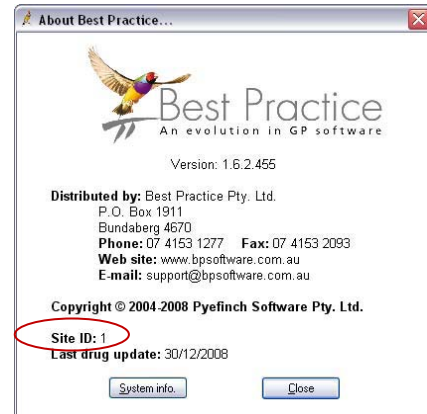 About Best Practice...
Best Practice
An evolution in GP software
Version: 1.6.2.455
Distributed by: Best Practice Pty. Ltd.
P.O. Box 1911
Bundaberg 4670
Phone: 07 4153 1277 Fax: 07 4153 2093
Web site: www.bpsoftware.com.au
E-mail: support@bpsoftware.com.au
Copyright © 2004-2008 Pyefinch Software Pty. Ltd.
Site ID: 1
Last drug update: 30/12/2008
System info. Close